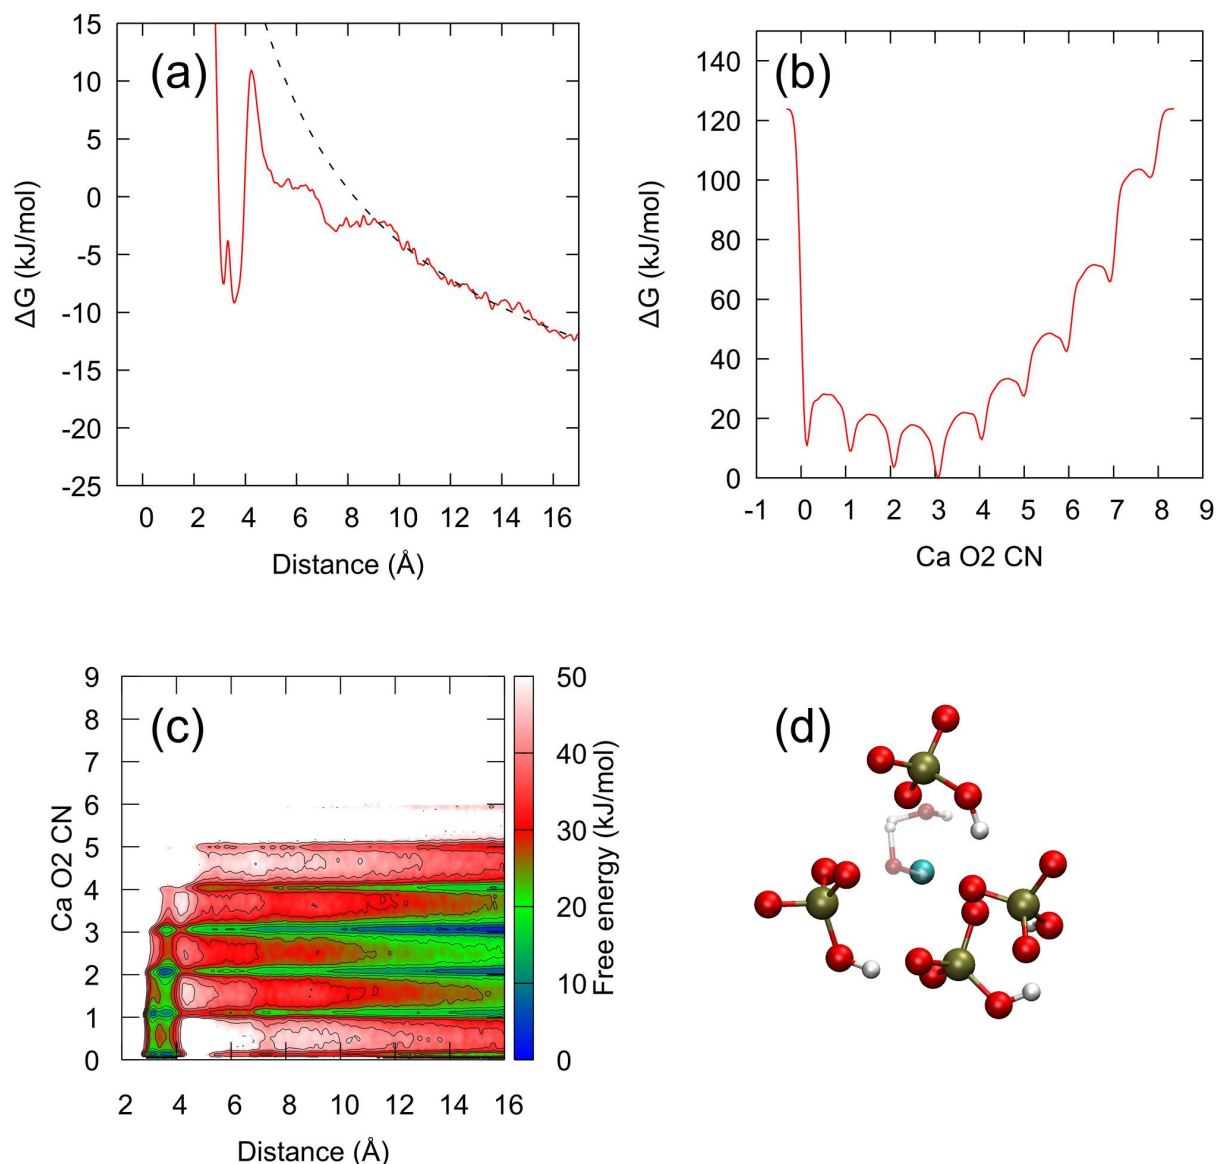 (a)
15
10
5
0
-5
-10
-15
-20
-25
ΔG (kJ/mol)
0 2 4 6 8 10 12 14 16
Distance (Å)
(b)
140
120
100
80
60
40
20
0
ΔG (kJ/mol)
-1 0 1 2 3 4 5 6 7 8 9
Ca O2 CN
(c)
9
8
7
6
5
4
3
2
1
0
Ca O2 CN
2 4 6 8 10 12 14 16
Distance (Å)
50
40
30
20
10
0
Free energy (kJ/mol)
(d)